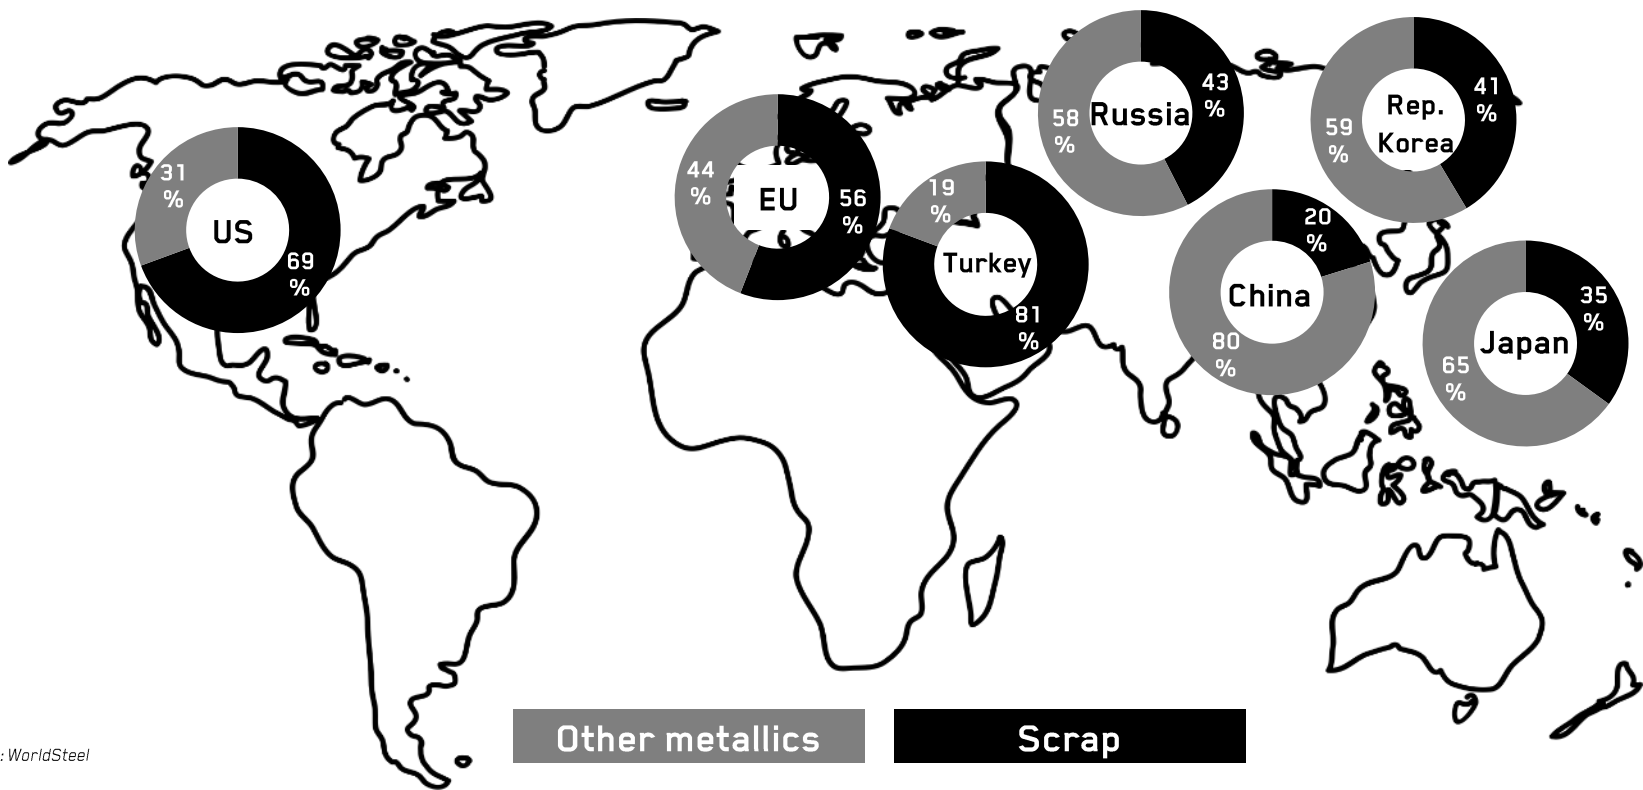 US
31
%
69
%
EU
44
%
56
%
Turkey
19
%
81
%
Russia
58
%
43
%
Rep.
Korea
59
%
41
%
China
20
%
80
%
Japan
35
%
65
%
Other metallics
Scrap
: WorldSteel